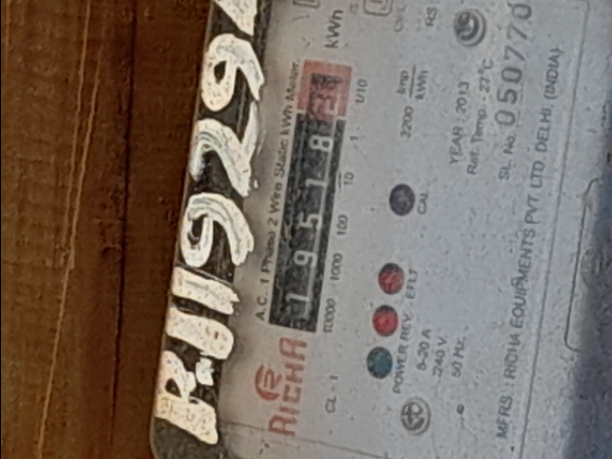 R119294
A.C. 1 Phase 2 Wire Static kWh Meter
RICHA
1 9 5 1 8
kWh
10000 1000 100 10 1 1/10
CL - 1
POWER REV. EFLT
CAL
3200 imp/kWh
5-20 A
240 V
50 Hz.
YEAR : 2013
Ref. Temp. - 27°C
SL. No. 050770
MFRS. : RICHA EQUIPMENTS PVT. LTD. DELHI. (INDIA)